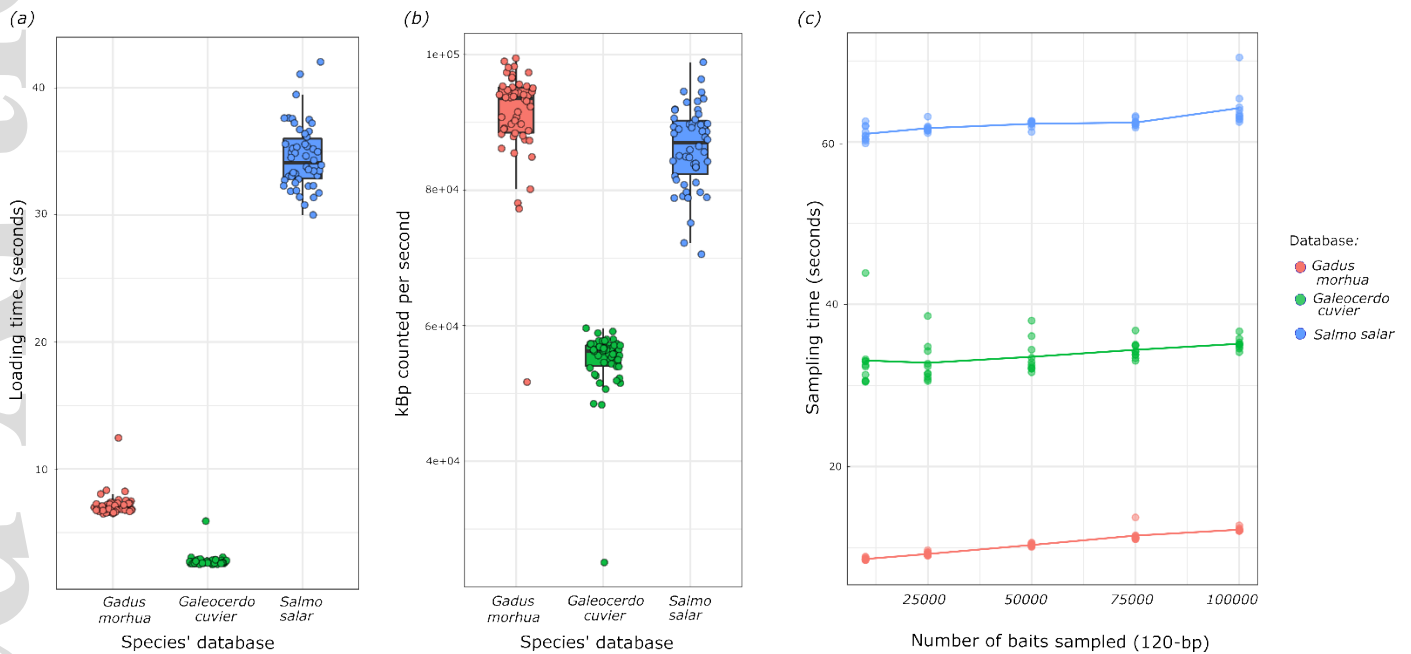 (a)
Loading time (seconds)
40
30
20
10
Gadus
morhua
Galeocerdo
cuvier
Salmo
salar
Species' database
(b)
kBp counted per second
1e+05
8e+04
6e+04
4e+04
Gadus
morhua
Galeocerdo
cuvier
Salmo
salar
Species' database
(c)
Sampling time (seconds)
60
40
20
25000
50000
75000
100000
Number of baits sampled (120-bp)
Database:
Gadus
morhua
Galeocerdo
cuvier
Salmo salar